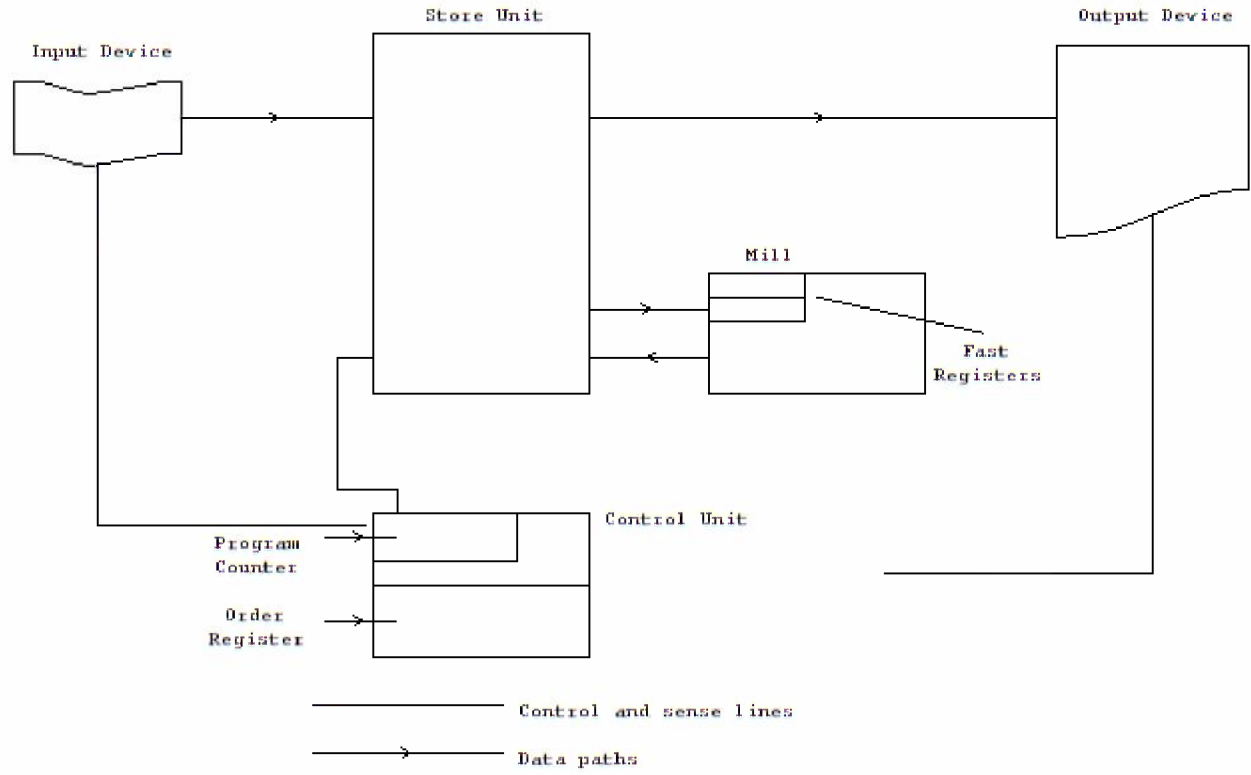 Store Unit
Output Device
Input Device
Mill
Fast
Registers
Control Unit
Program
Counter
Order
Register
Control and sense lines
Data paths